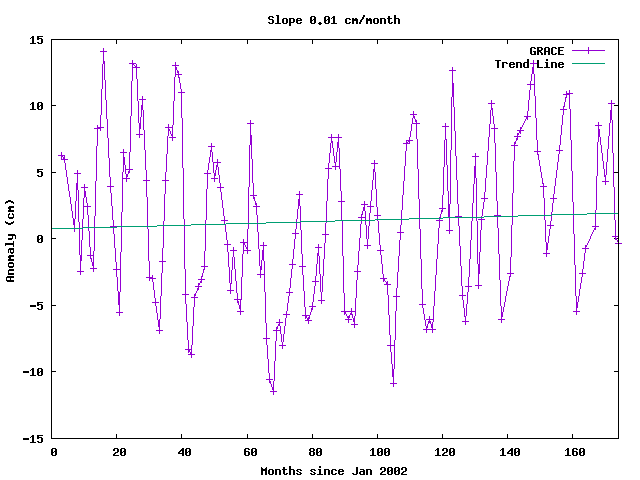 Slope 0.01 cm/month
GRACE
Trend Line
15
10
5
0
-5
-10
-15
Anomaly (cm)
0 20 40 60 80 100 120 140 160
Months since Jan 2002